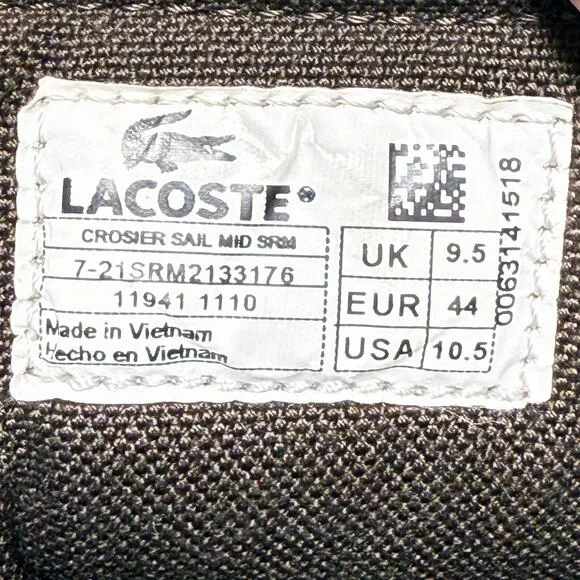 LACOSTE®
CROSIER SAIL MID SRM
7-21SRM2133176
11941 1110
Made in Vietnam
Hecho en Vietnam
UK 9.5
EUR 44
USA 10.5
0063141518